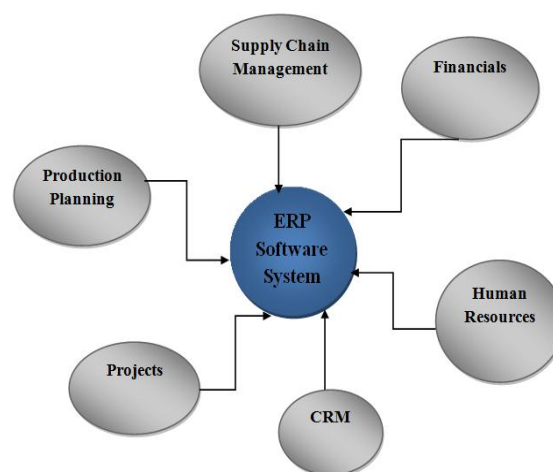 Supply Chain
Management
Financials
Production
Planning
ERP
Software
System
Human
Resources
Projects
CRM